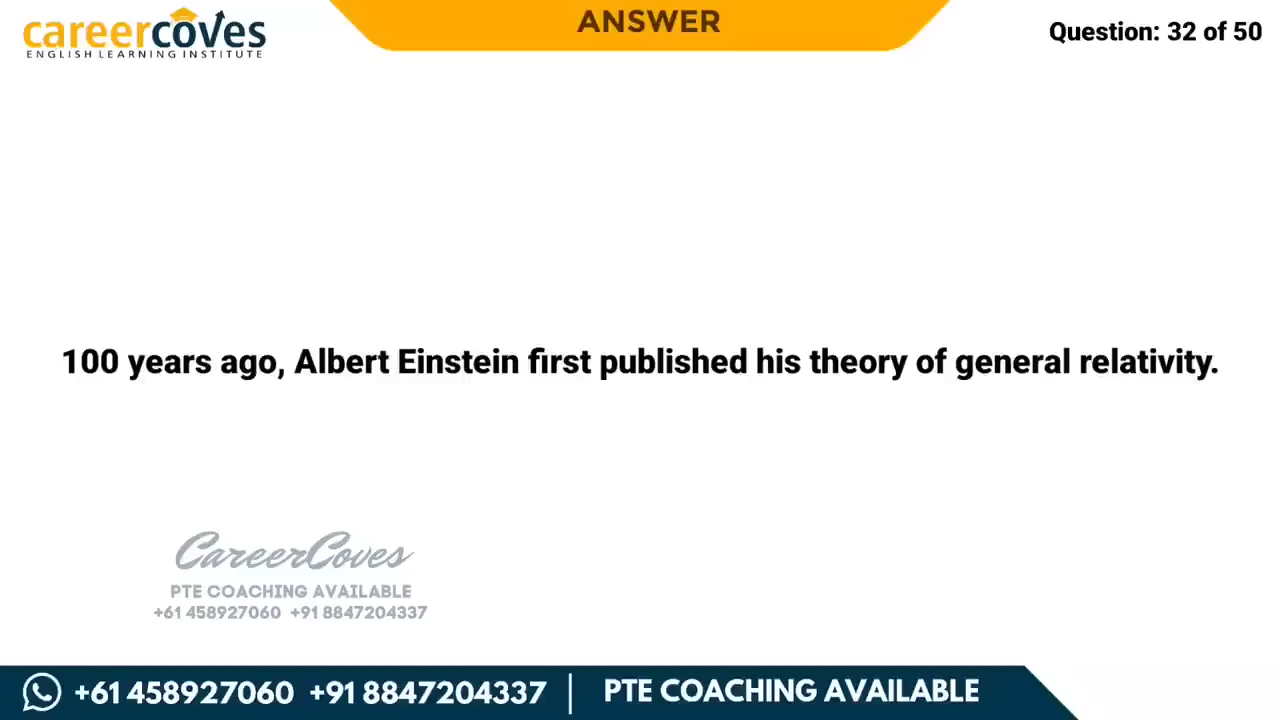 careercoves
ENGLISH LEARNING INSTITUTE
ANSWER
Question: 32 of 50
100 years ago, Albert Einstein first published his theory of general relativity.
CareerCoves
PTE COACHING AVAILABLE
+61 458927060 +91 8847204337
+61 458927060 +91 8847204337 | PTE COACHING AVAILABLE